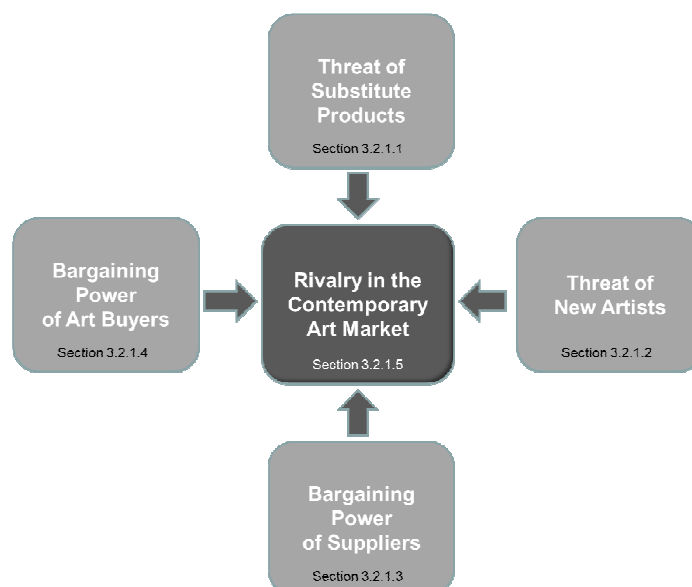 Threat of
Substitute
Products
Section 3.2.1.1
Bargaining
Power
of Art Buyers
Section 3.2.1.4
Rivalry in the
Contemporary
Art Market
Section 3.2.1.5
Threat of
New Artists
Section 3.2.1.2
Bargaining
Power
of Suppliers
Section 3.2.1.3